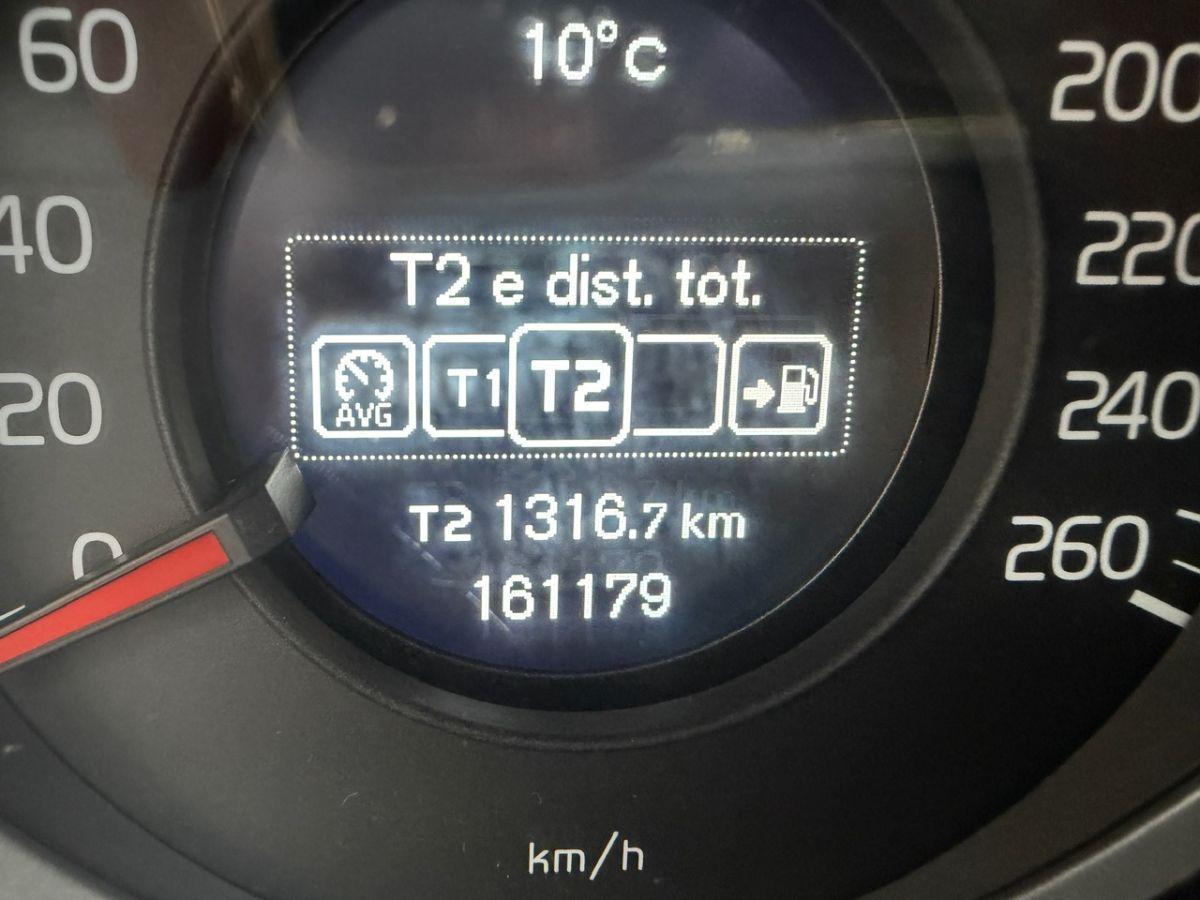 10°C
T2 e dist. tot.
AVG
T1
T2
T2 1316.7 km
161179
60
40
20
0
200
220
240
260
km/h